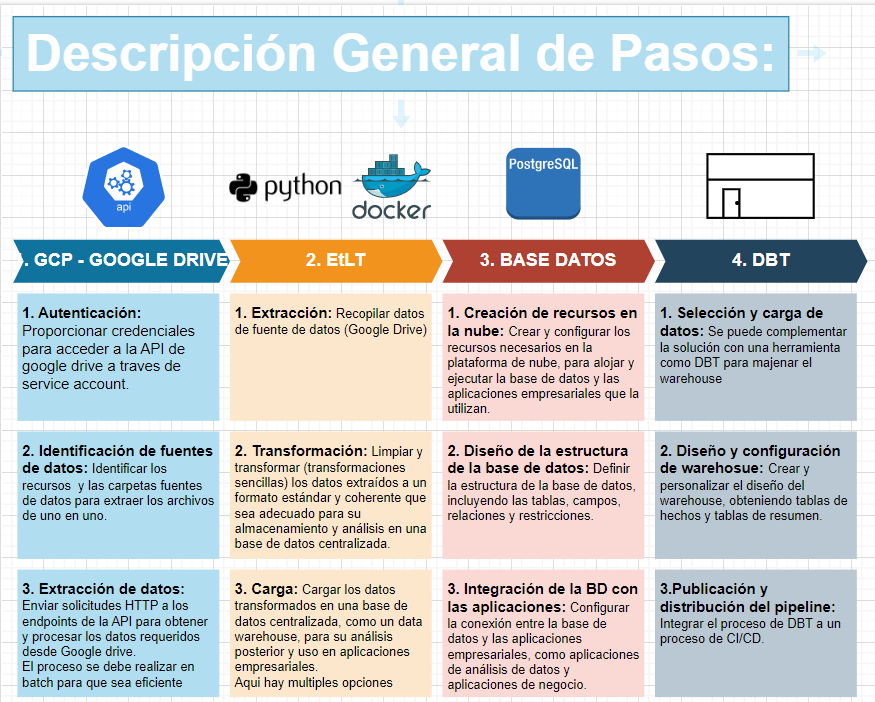 Descripción General de Pasos:
api
python
docker
PostgreSQL
. GCP - GOOGLE DRIVE
2. EtLT
3. BASE DATOS
4. DBT
1. Autenticación:
Proporcionar credenciales
para acceder a la API de
google drive a traves de
service account.
1. Extracción: Recopilar datos
de fuente de datos (Google Drive)
1. Creación de recursos en
la nube: Crear y configurar los
recursos necesarios en la
plataforma de nube, para alojar y
ejecutar la base de datos y las
aplicaciones empresariales que la
utilizan.
1. Selección y carga de
datos: Se puede complementar
la solución con una herramienta
como DBT para majenar el
warehouse
2. Identificación de fuentes
de datos: Identificar los
recursos y las carpetas fuentes
de datos para extraer los archivos
de uno en uno.
2. Transformación: Limpiar y
transformar (transformaciones
sencillas) los datos extraídos a un
formato estándar y coherente que
sea adecuado para su
almacenamiento y análisis en una
base de datos centralizada.
2. Diseño de la estructura
de la base de datos: Definir
la estructura de la base de datos,
incluyendo las tablas, campos,
relaciones y restricciones.
2. Diseño y configuración
de warehosue: Crear y
personalizar el diseño del
warehouse, obteniendo tablas de
hechos y tablas de resumen.
3. Extracción de datos:
Enviar solicitudes HTTP a los
endpoints de la API para obtener
y procesar los datos requeridos
desde Google drive.
El proceso se debe realizar en
batch para que sea eficiente
3. Carga: Cargar los datos
transformados en una base de
datos centralizada, como un data
warehouse, para su análisis
posterior y uso en aplicaciones
empresariales.
Aqui hay multiples opciones
3. Integración de la BD con
las aplicaciones: Configurar
la conexión entre la base de
datos y las aplicaciones
empresariales, como aplicaciones
de análisis de datos y
aplicaciones de negocio.
3.Publicación y
distribución del pipeline:
Integrar el proceso de DBT a un
proceso de CI/CD.